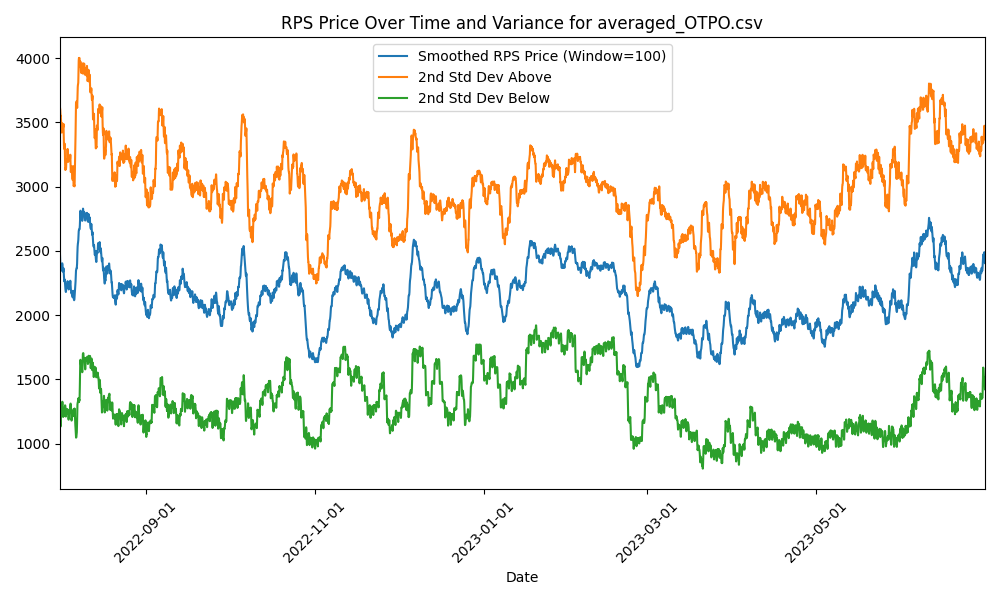 RPS Price Over Time and Variance for averaged_OTPO.csv
Smoothed RPS Price (Window=100)
2nd Std Dev Above
2nd Std Dev Below
4000
3500
3000
2500
2000
1500
1000
2022-09-01
2022-11-01
2023-01-01
2023-03-01
2023-05-01
Date